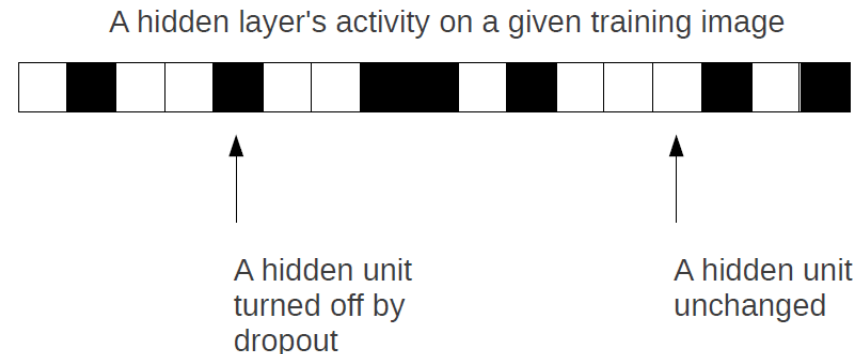 A hidden layer's activity on a given training image
A hidden unit
turned off by
dropout
A hidden unit
unchanged